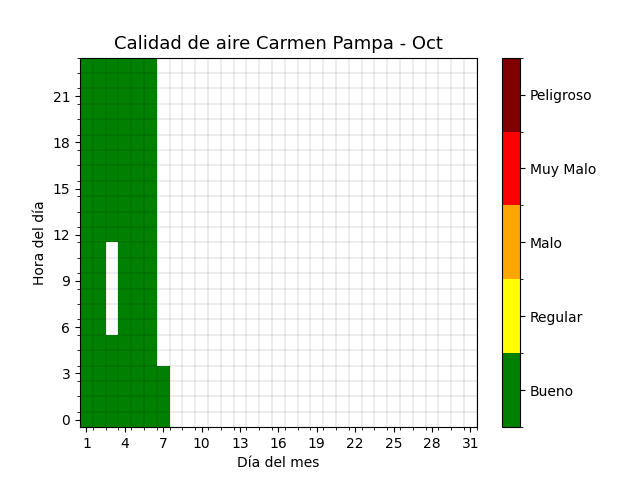 Calidad de aire Carmen Pampa - Oct
Hora del día
21
18
15
12
9
6
3
0
1 4 7 10 13 16 19 22 25 28 31
Día del mes
Peligroso
Muy Malo
Malo
Regular
Bueno